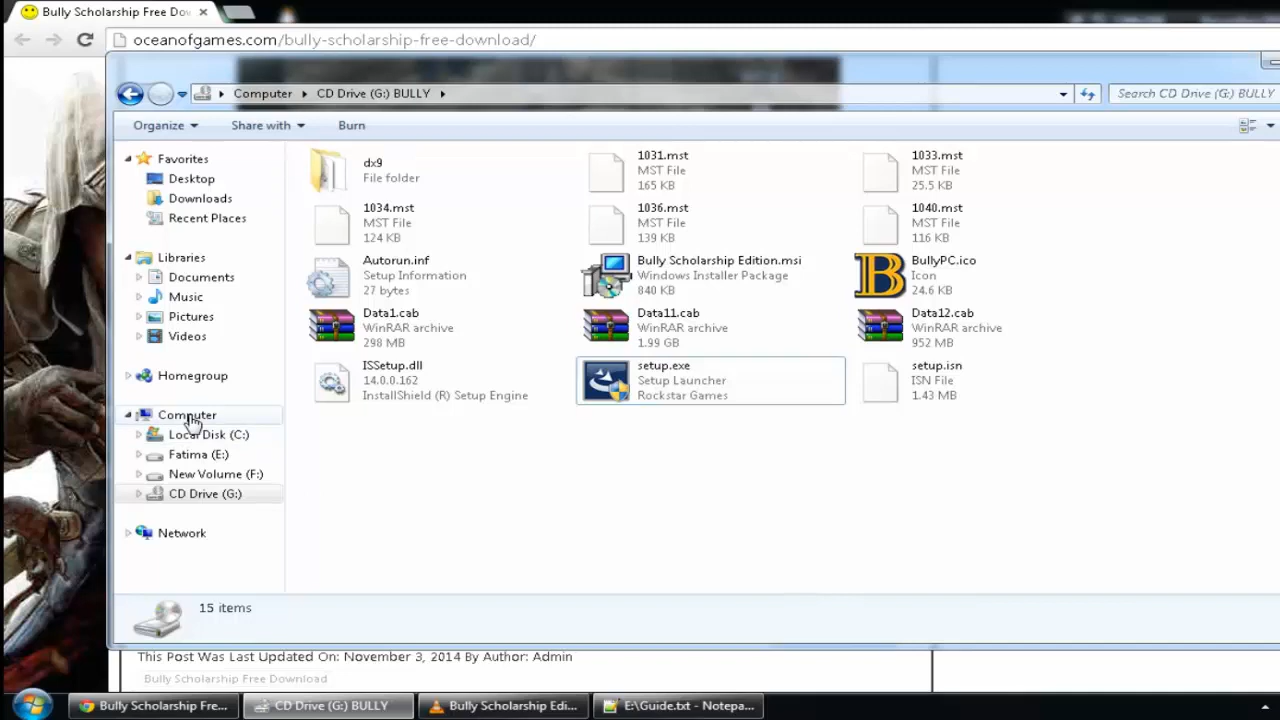 Bully Scholarship Free Dov
oceanofgames.com/bully-scholarship-free-download/
Computer CD Drive (G:) BULLY
Search CD Drive (G:) BULLY
Organize Share with Burn
Favorites
Desktop
Downloads
Recent Places
Libraries
Documents
Music
Pictures
Videos
Homegroup
Computer
Local Disk (C:)
Fatima (E:)
New Volume (F:)
CD Drive (G:)
Network
dx9
File folder
1031.mst
MST File
165 KB
1033.mst
MST File
25.5 KB
1034.mst
MST File
124 KB
1036.mst
MST File
139 KB
1040.mst
MST File
116 KB
Autorun.inf
Setup Information
27 bytes
Bully Scholarship Edition.msi
Windows Installer Package
840 KB
BullyPC.ico
Icon
24.6 KB
Data1.cab
WinRAR archive
298 MB
Data11.cab
WinRAR archive
1.99 GB
Data12.cab
WinRAR archive
952 MB
ISSetup.dll
14.0.0.162
InstallShield (R) Setup Engine
setup.exe
Setup Launcher
Rockstar Games
setup.isn
ISN File
1.43 MB
15 items
This Post Was Last Updated On: November 3, 2014 By Author: Admin
Bully Scholarship Free Download
Bully Scholarship Fre...
CD Drive (G:) BULLY
Bully Scholarship Edi...
E:\Guide.txt - Notepa...